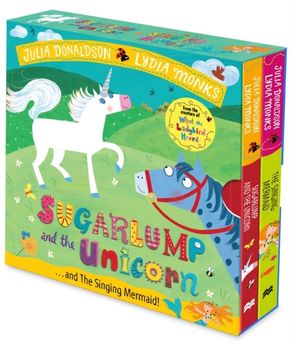 JULIA DONALDSON
LYDIA MONKS
From the
creators of
What the
Ladybird
Heard
SUGARLUMP
and the
Unicorn
...and The Singing Mermaid!
JULIA DONALDSON
LYDIA MONKS
SUGARLUMP
AND THE UNICORN
JULIA DONALDSON
LYDIA MONKS
THE SINGING
MERMAID